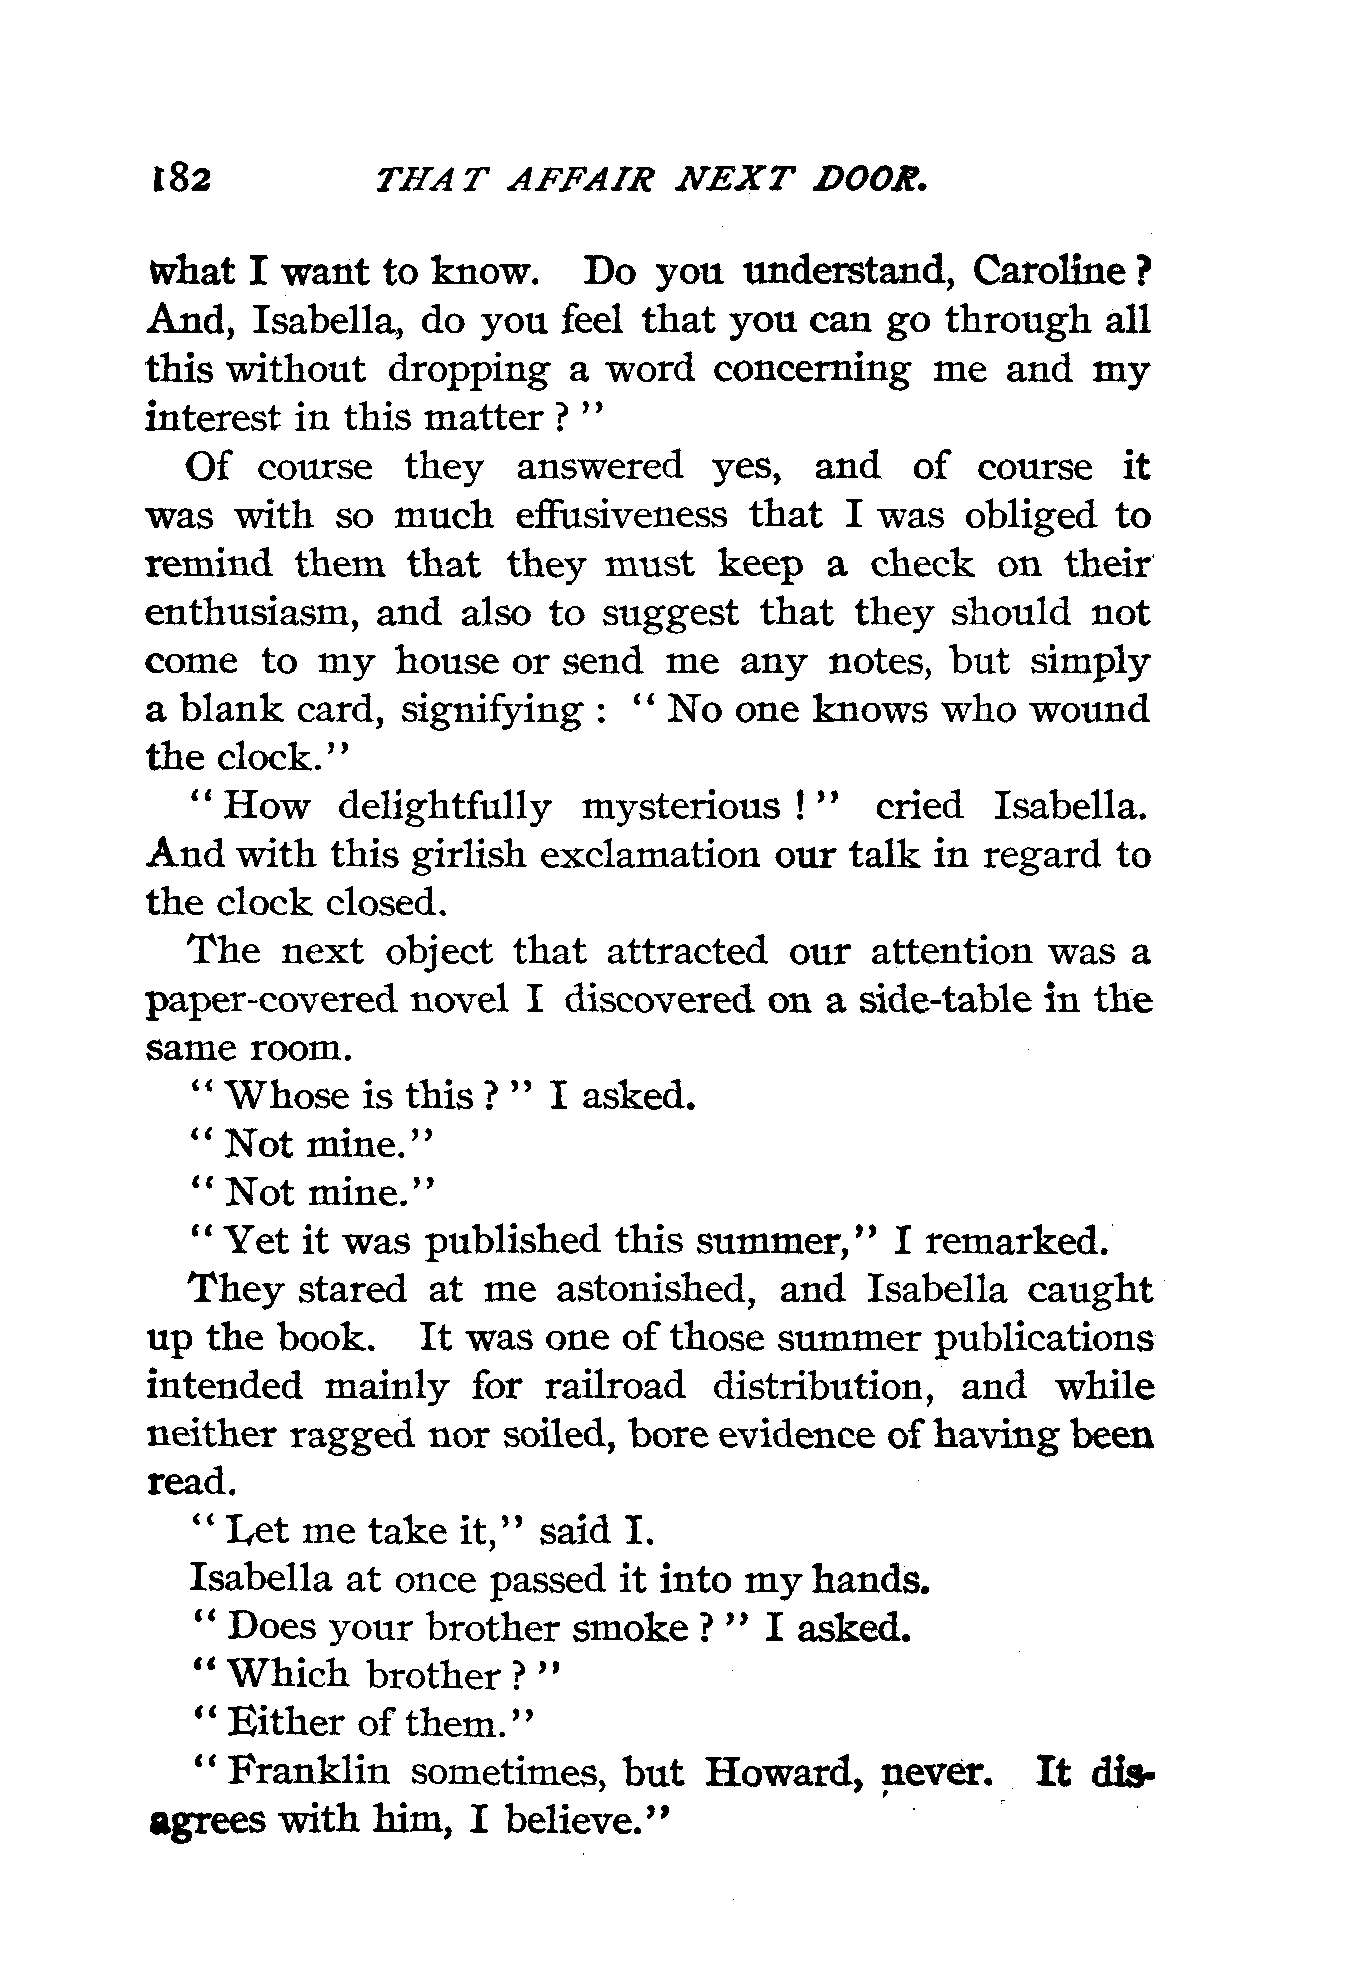 182 THAT AFFAIR NEXT DOOR.
what I want to know. Do you understand, Caroline?
And, Isabella, do you feel that you can go through all
this without dropping a word concerning me and my
interest in this matter?"
Of course they answered yes, and of course it
was with so much effusiveness that I was obliged to
remind them that they must keep a check on their
enthusiasm, and also to suggest that they should not
come to my house or send me any notes, but simply
a blank card, signifying: "No one knows who wound
the clock."
"How delightfully mysterious!" cried Isabella.
And with this girlish exclamation our talk in regard to
the clock closed.
The next object that attracted our attention was a
paper-covered novel I discovered on a side-table in the
same room.
"Whose is this?" I asked.
"Not mine."
"Not mine."
"Yet it was published this summer," I remarked.
They stared at me astonished, and Isabella caught
up the book. It was one of those summer publications
intended mainly for railroad distribution, and while
neither ragged nor soiled, bore evidence of having been
read.
"Let me take it," said I.
Isabella at once passed it into my hands.
"Does your brother smoke?" I asked.
"Which brother?"
"Either of them."
"Franklin sometimes, but Howard, never. It dis-
agrees with him, I believe."